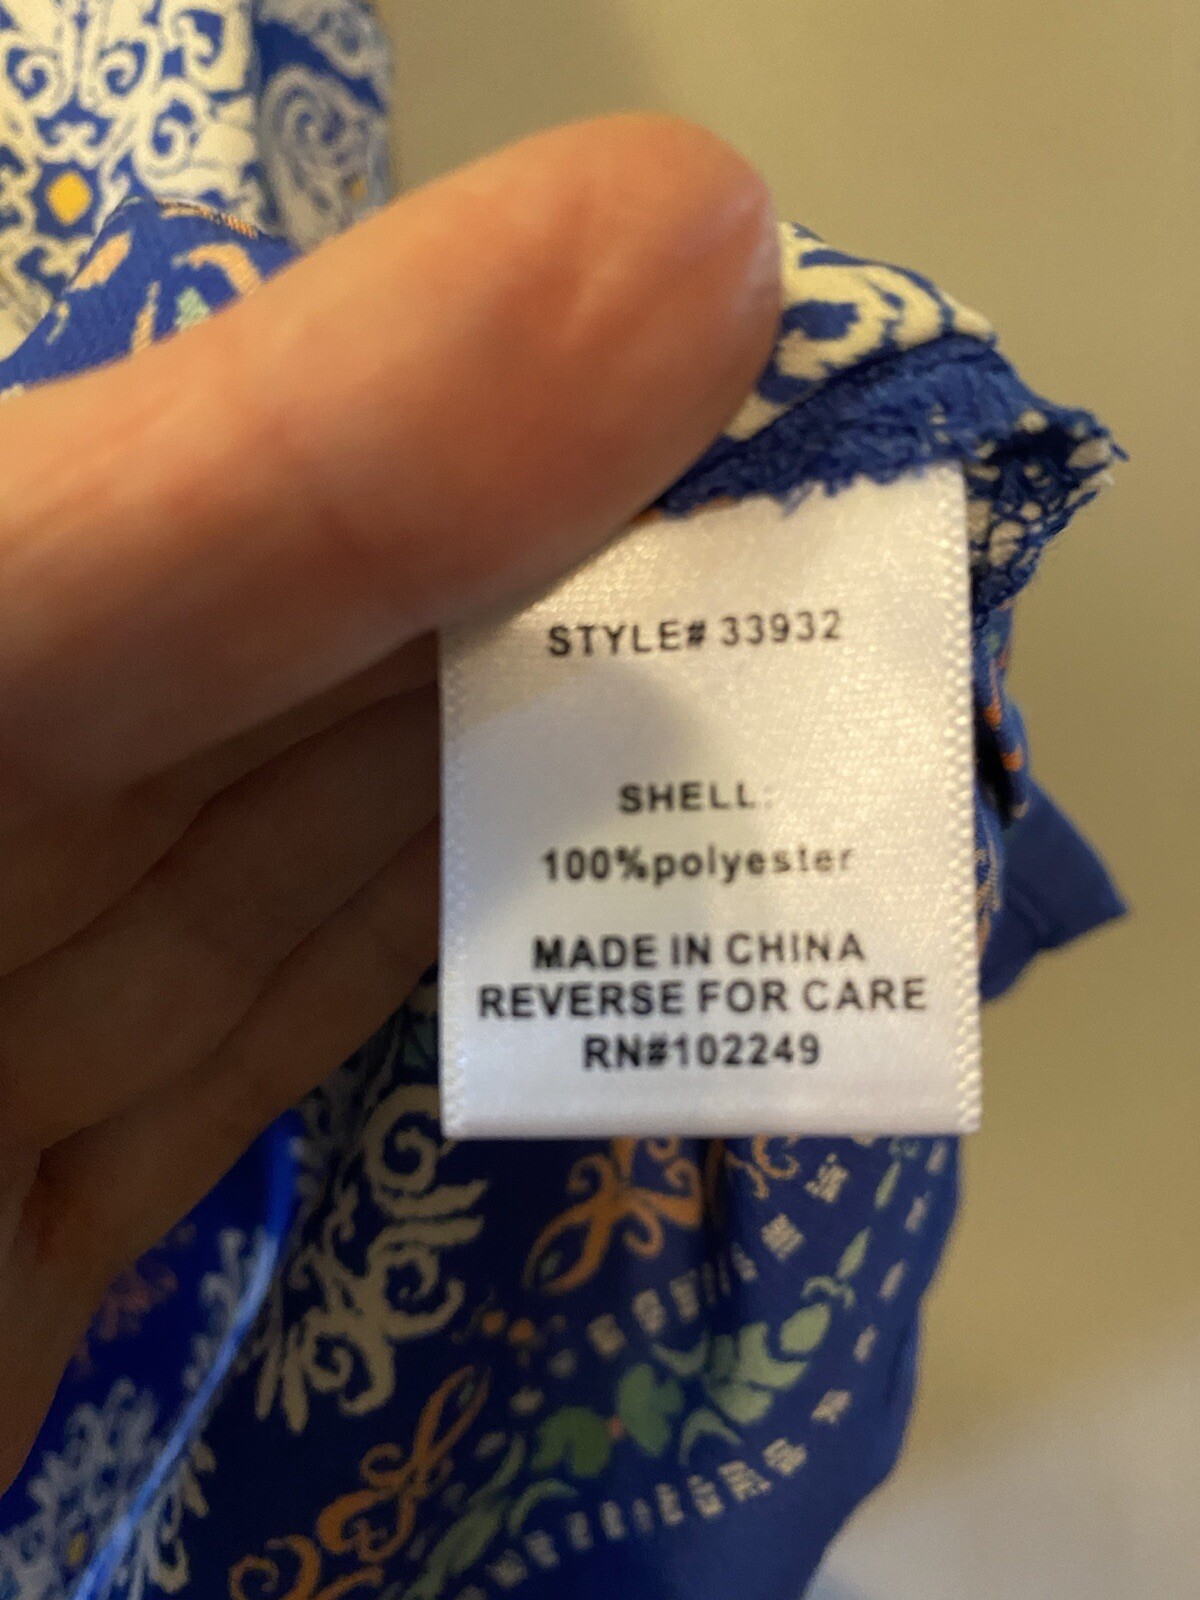 STYLE# 33932
SHELL:
100%polyester
MADE IN CHINA
REVERSE FOR CARE
RN#102249